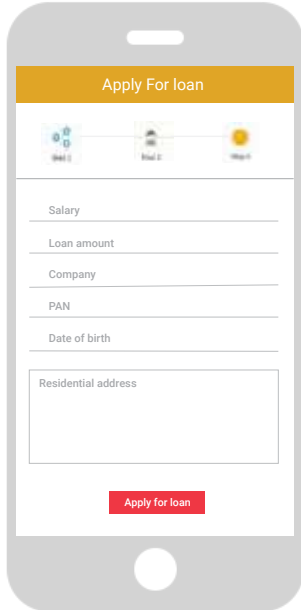 Apply For loan
Salary
Loan amount
Company
PAN
Date of birth
Residential address
Apply for loan